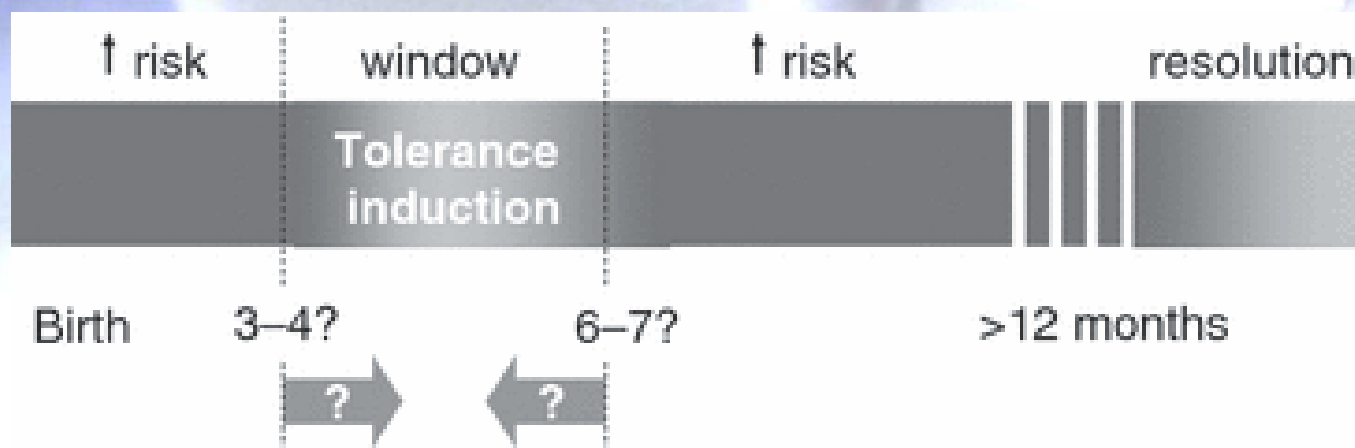 ↑ risk window ↑ risk resolution
Tolerance
induction
Birth 3–4? 6–7? >12 months
? ?